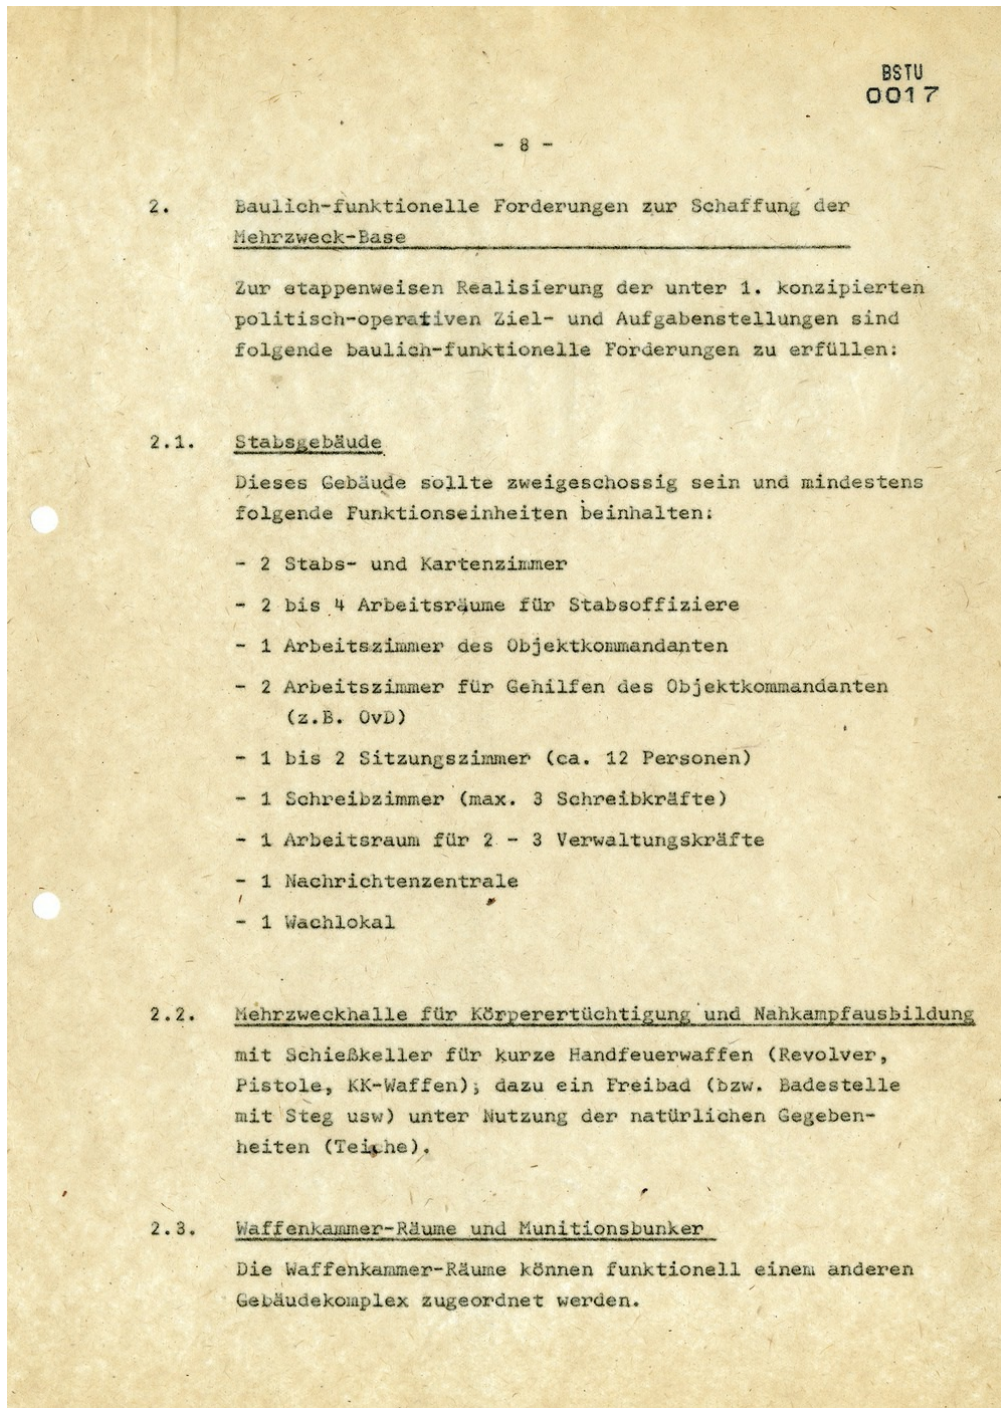 BSTU
0017
- 8 -
2. Baulich-funktionelle Forderungen zur Schaffung der
Mehrzweck-Base
Zur etappenweisen Realisierung der unter 1. konzipierten
politisch-operativen Ziel- und Aufgabenstellungen sind
folgende baulich-funktionelle Forderungen zu erfüllen:
2.1. Stabsgebäude
Dieses Gebäude sollte zweigeschossig sein und mindestens
folgende Funktionseinheiten beinhalten:
- 2 Stabs- und Kartenzimmer
- 2 bis 4 Arbeitsräume für Stabsoffiziere
- 1 Arbeitszimmer des Objektkommandanten
- 2 Arbeitszimmer für Gehilfen des Objektkommandanten
(z.B. OvD)
- 1 bis 2 Sitzungszimmer (ca. 12 Personen)
- 1 Schreibzimmer (max. 3 Schreibkräfte)
- 1 Arbeitsraum für 2 - 3 Verwaltungskräfte
- 1 Nachrichtenzentrale
- 1 Wachlokal
2.2. Mehrzweckhalle für Körperertüchtigung und Nahkampfausbildung
mit Schießkeller für kurze Handfeuerwaffen (Revolver,
Pistole, KK-Waffen); dazu ein Freibad (bzw. Badestelle
mit Steg usw) unter Nutzung der natürlichen Gegeben-
heiten (Teiche).
2.3. Waffenkammer-Räume und Munitionsbunker
Die Waffenkammer-Räume können funktionell einem anderen
Gebäudekomplex zugeordnet werden.